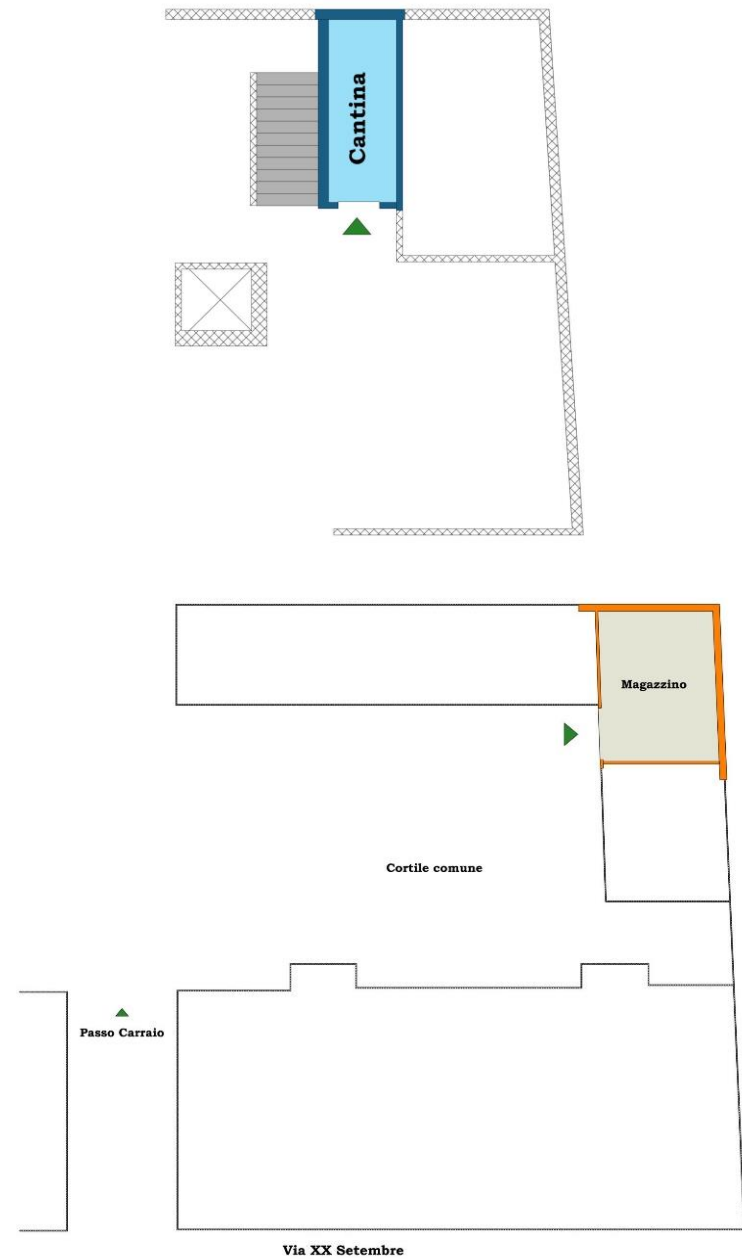 Cantina
Magazzino
Cortile comune
Passo Carraio
Via XX Setembre